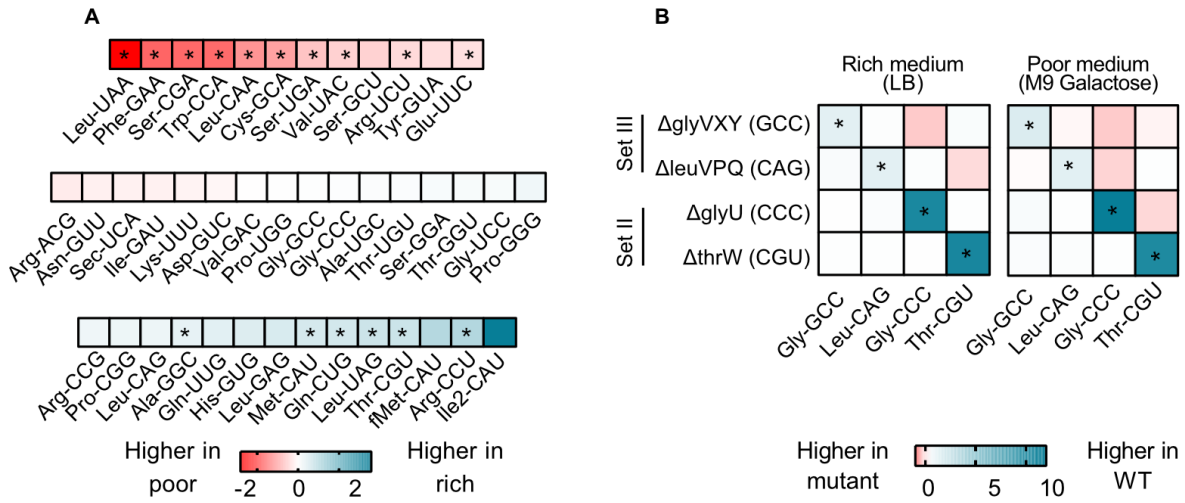 A
* * * * * * * * * *
Leu-UAA Phe-GAA Ser-CGA Trp-CCA Leu-CAA Cys-GCA Ser-UGA Val-UAC Ser-GCU Arg-UCU Tyr-GUA Glu-UUC
Arg-ACG Asn-GUU Sec-UCA Ile-GAU Lys-UUU Asp-GUC Val-GAC Pro-UGG Gly-GCC Gly-CCC Ala-UGC Thr-UGU Ser-GGA Thr-GGU Gly-UCC Pro-GGG
* * * * * *
Arg-CCG Pro-CGG Leu-CAG Ala-GGC Gln-UUG His-GUG Leu-GAG Met-CAU Gln-CUG Leu-UAG Thr-CGU fMet-CAU Arg-CCU Ile2-CAU
Higher in
poor
-2 0 2
Higher in
rich
B
Rich medium
(LB)
Poor medium
(M9 Galactose)
Set III
ΔglyVXY (GCC)
* *
ΔleuVPQ (CAG)
* *
Set II
ΔglyU (CCC)
* *
ΔthrW (CGU)
* *
Gly-GCC Leu-CAG Gly-CCC Thr-CGU
Gly-GCC Leu-CAG Gly-CCC Thr-CGU
Higher in
mutant
0 5 10
Higher in
WT